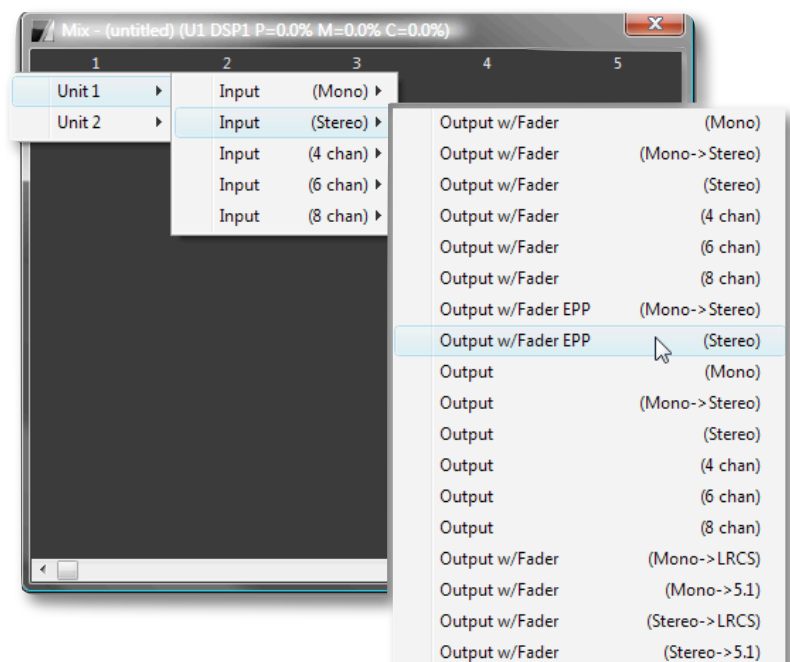 Mix - (untitled) (U1 DSP1 P=0.0% M=0.0% C=0.0%)
1 2 3 4 5
Unit 1
Unit 2
Input (Mono)
Input (Stereo)
Input (4 chan)
Input (6 chan)
Input (8 chan)
Output w/Fader (Mono)
Output w/Fader (Mono->Stereo)
Output w/Fader (Stereo)
Output w/Fader (4 chan)
Output w/Fader (6 chan)
Output w/Fader (8 chan)
Output w/Fader EPP (Mono->Stereo)
Output w/Fader EPP (Stereo)
Output (Mono)
Output (Mono->Stereo)
Output (Stereo)
Output (4 chan)
Output (6 chan)
Output (8 chan)
Output w/Fader (Mono->LRCS)
Output w/Fader (Mono->5.1)
Output w/Fader (Stereo->LRCS)
Output w/Fader (Stereo->5.1)